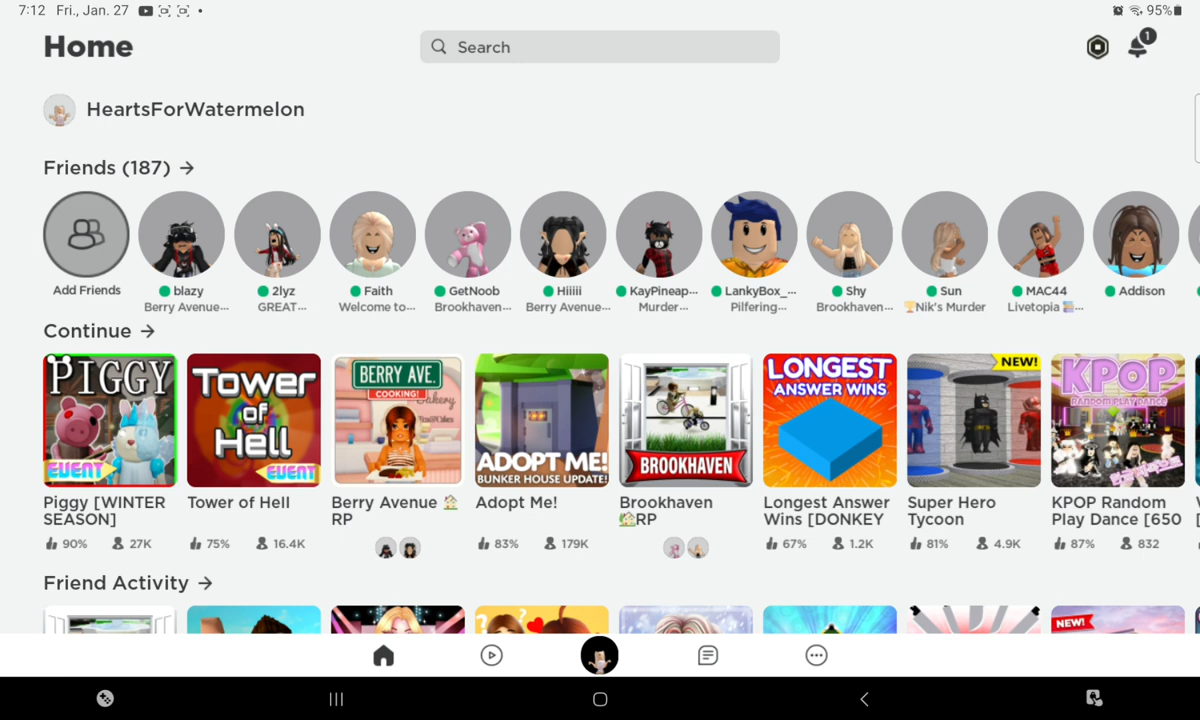 7:12 Fri., Jan. 27 95%
Home
Search
1
HeartsForWatermelon
Friends (187) →
Add Friends
blazy
Berry Avenue...
2lyz
GREAT...
Faith
Welcome to...
GetNoob
Brookhaven...
Hiiiii
Berry Avenue...
KayPineap...
Murder...
LankyBox_...
Pilfering...
Shy
Brookhaven...
Sun
🏆Nik's Murder
MAC44
Livetopia ...
Addison
Continue →
PIGGY
EVENT
Tower
of
Hell
EVENT
BERRY AVE.
COOKING!
Bakery
ADOPT ME!
BUNKER HOUSE UPDATE!
BROOKHAVEN
LONGEST
ANSWER WINS
NEW!
KPOP
RANDOM PLAY DANCE
Piggy [WINTER
SEASON]
90% 27K
Tower of Hell
75% 16.4K
Berry Avenue 🏠
RP
Adopt Me!
83% 179K
Brookhaven
🏡RP
Longest Answer
Wins [DONKEY
67% 1.2K
Super Hero
Tycoon
81% 4.9K
KPOP Random
Play Dance [650
87% 832
Friend Activity →
NEW!